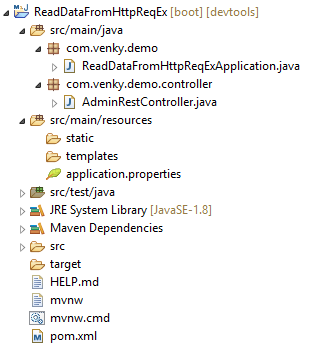 ReadDataFromHttpReqEx [boot] [devtools]
src/main/java
com.venky.demo
ReadDataFromHttpReqExApplication.java
com.venky.demo.controller
AdminRestController.java
src/main/resources
static
templates
application.properties
src/test/java
JRE System Library [JavaSE-1.8]
Maven Dependencies
src
target
HELP.md
mvnw
mvnw.cmd
pom.xml